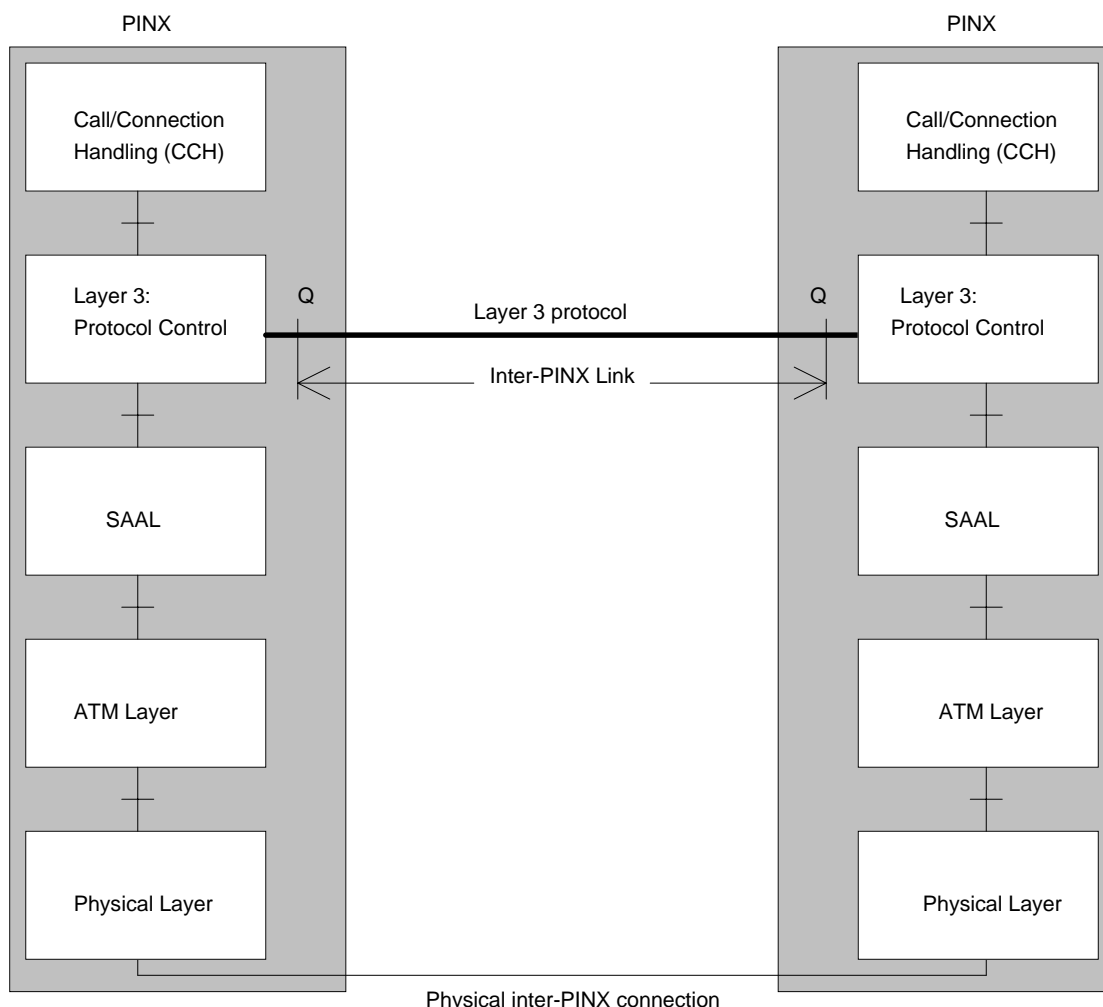 PINX
PINX
Call/Connection
Handling (CCH)
Call/Connection
Handling (CCH)
Layer 3:
Protocol Control
Q
Layer 3 protocol
Q
Layer 3:
Protocol Control
Inter-PINX Link
SAAL
SAAL
ATM Layer
ATM Layer
Physical Layer
Physical Layer
Physical inter-PINX connection